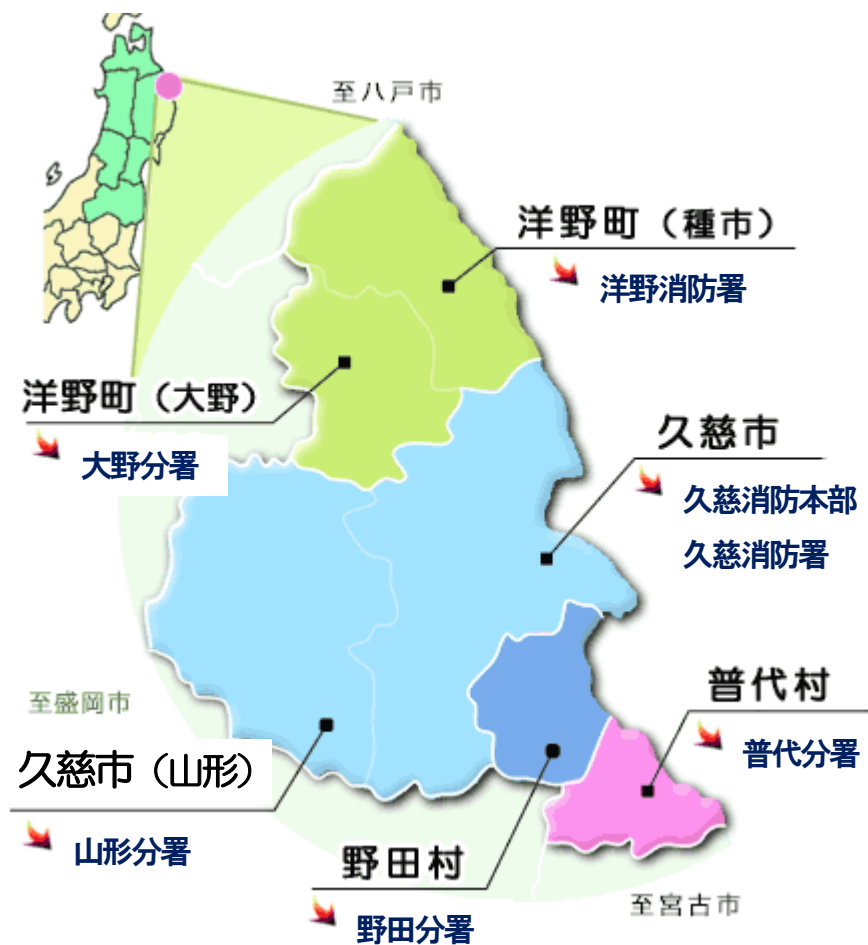 至八戸市
洋野町（種市）
洋野消防署
洋野町（大野）
大野分署
久慈市
久慈消防本部
久慈消防署
普代村
普代分署
至盛岡市
久慈市（山形）
山形分署
野田村
野田分署
至宮古市